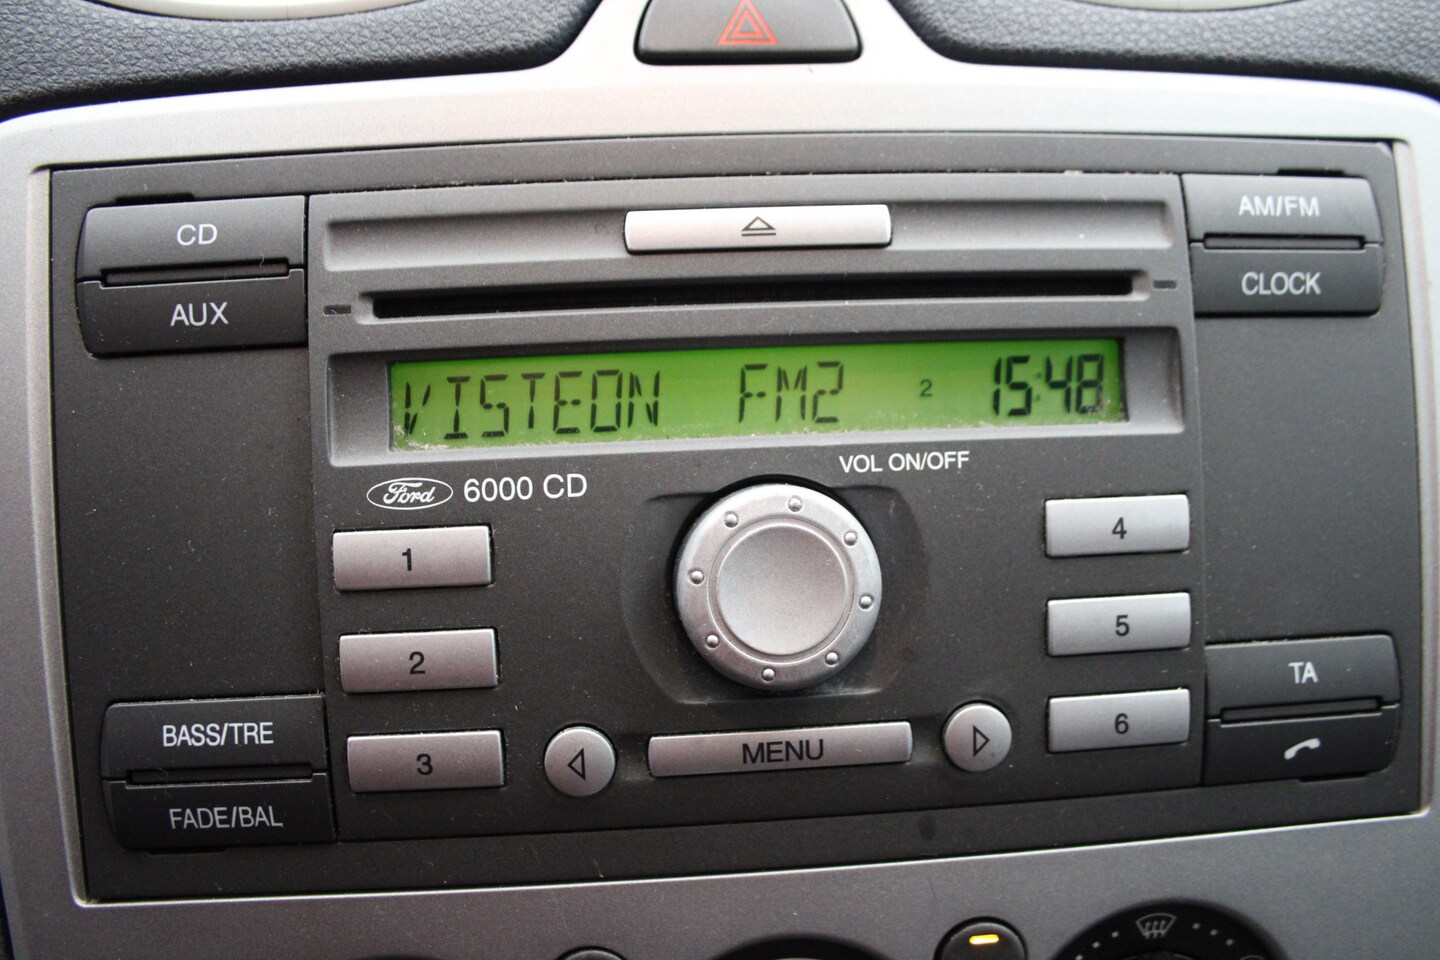 CD
AM/FM
AUX
CLOCK
VISTEON FM2 2 15:48
VOL ON/OFF
Ford 6000 CD
1
4
2
5
3
6
MENU
BASS/TRE
TA
FADE/BAL